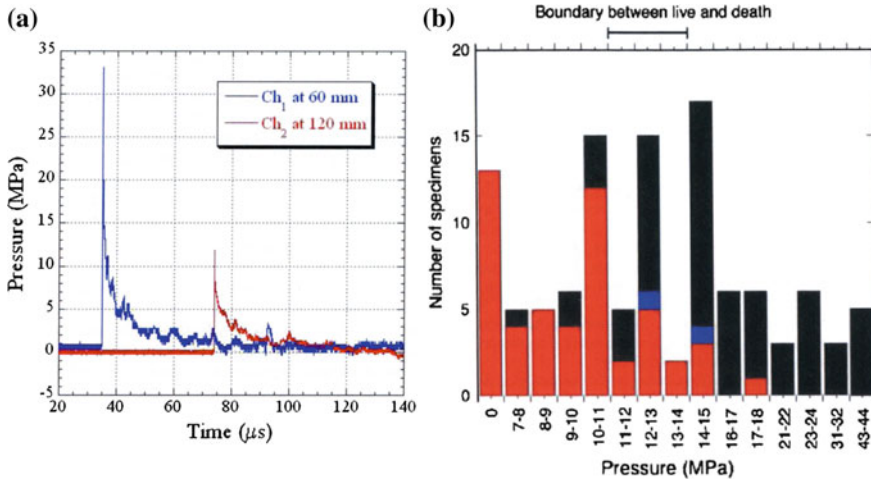 (a)
35
30
25
20
15
10
5
0
-5
Pressure (MPa)
Ch1 at 60 mm
Ch2 at 120 mm
20 40 60 80 100 120 140
Time (μs)
(b)
Boundary between live and death
20
15
10
5
0
Number of specimens
0 7-8 8-9 9-10 10-11 11-12 12-13 13-14 14-15 16-17 17-18 21-22 23-24 31-32 43-44
Pressure (MPa)